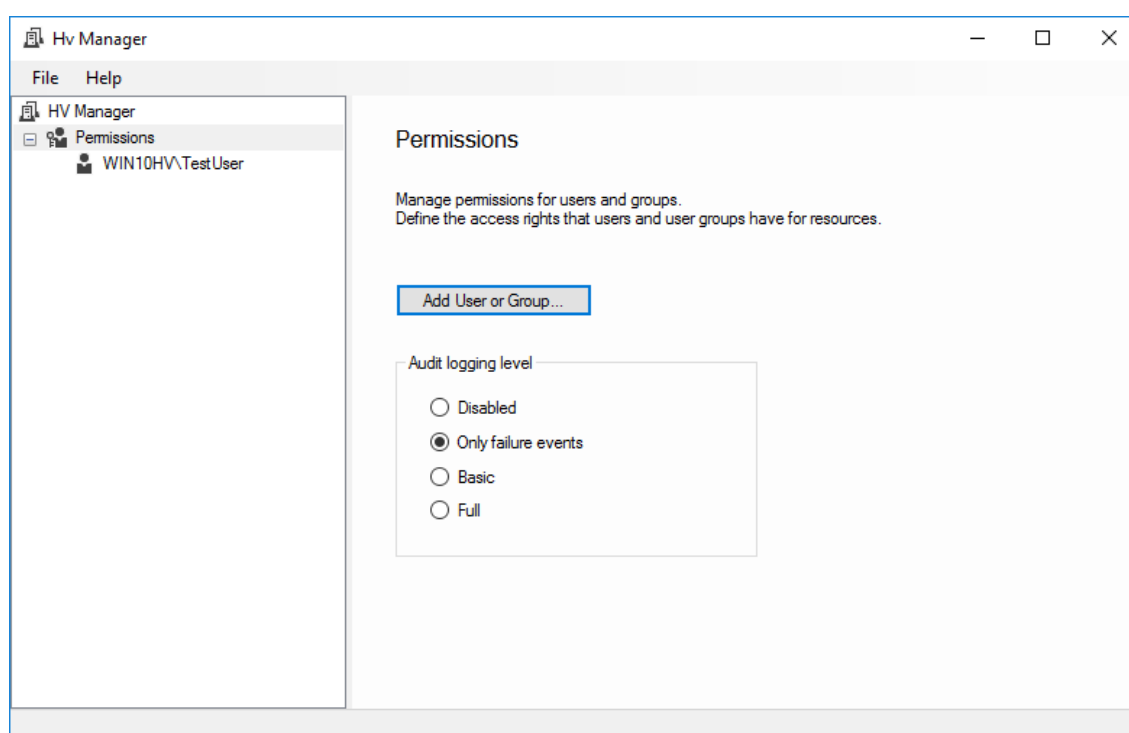 Hv Manager
File Help
HV Manager
Permissions
WIN10HV\TestUser
Permissions
Manage permissions for users and groups.
Define the access rights that users and user groups have for resources.
Add User or Group...
Audit logging level
Disabled
Only failure events
Basic
Full